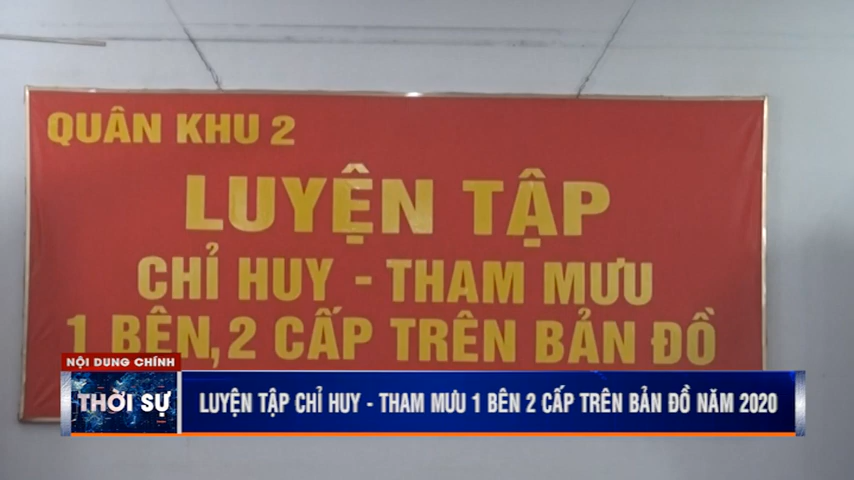 QUÂN KHU 2
LUYỆN TẬP
CHỈ HUY - THAM MƯU
1 BÊN, 2 CẤP TRÊN BẢN ĐỒ
NỘI DUNG CHÍNH
THỜI SỰ
LUYỆN TẬP CHỈ HUY - THAM MƯU 1 BÊN 2 CẤP TRÊN BẢN ĐỒ NĂM 2020